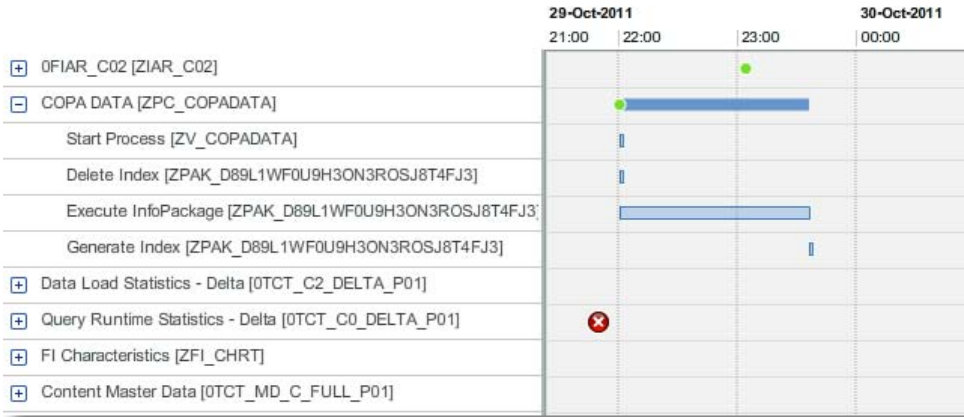 29-Oct-2011 30-Oct-2011
21:00 22:00 23:00 00:00
0FIAR_C02 [ZIAR_C02]
COPA DATA [ZPC_COPADATA]
Start Process [ZV_COPADATA]
Delete Index [ZPAK_D89L1WF0U9H3ON3ROSJ8T4FJ3]
Execute InfoPackage [ZPAK_D89L1WF0U9H3ON3ROSJ8T4FJ3]
Generate Index [ZPAK_D89L1WF0U9H3ON3ROSJ8T4FJ3]
Data Load Statistics - Delta [0TCT_C2_DELTA_P01]
Query Runtime Statistics - Delta [0TCT_C0_DELTA_P01]
FI Characteristics [ZFI_CHRT]
Content Master Data [0TCT_MD_C_FULL_P01]